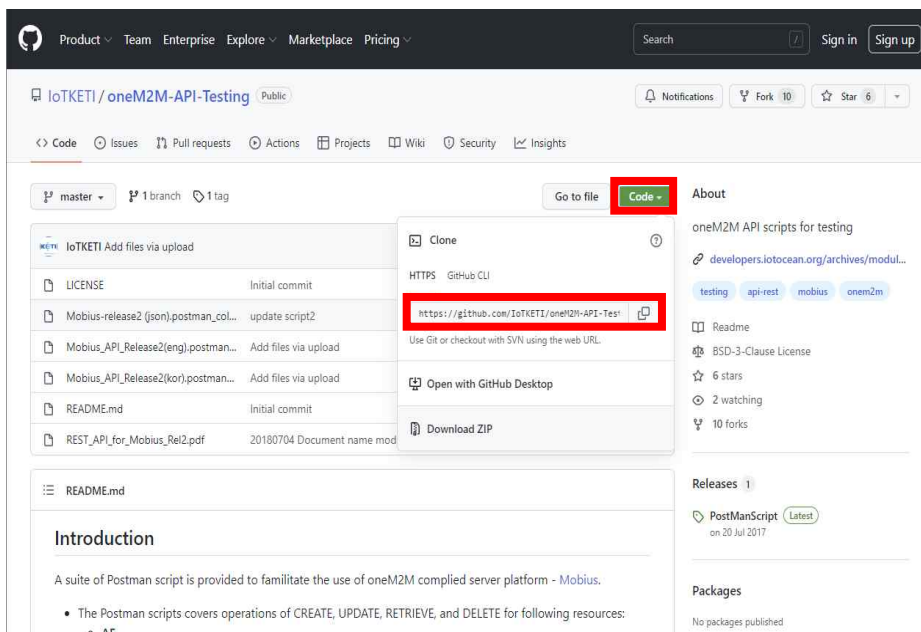 Product Team Enterprise Explore Marketplace Pricing Search / Sign in Sign up
IoTKETI / oneM2M-API-Testing Public Notifications Fork 10 Star 6
Code Issues Pull requests Actions Projects Wiki Security Insights
master 1 branch 1 tag Go to file Code
IoTKETI Add files via upload
LICENSE Initial commit
Mobius-release2 (json).postman_col... update script2
Mobius_API_Release2(eng).postman... Add files via upload
Mobius_API_Release2(kor).postman... Add files via upload
README.md Initial commit
REST_API_for_Mobius_Rel2.pdf 20180704 Document name mod
Clone
HTTPS GitHub CLI
https://github.com/IoTKETI/oneM2M-API-Test
Use Git or checkout with SVN using the web URL.
Open with GitHub Desktop
Download ZIP
README.md
Introduction
A suite of Postman script is provided to familitate the use of oneM2M complied server platform - Mobius.
• The Postman scripts covers operations of CREATE, UPDATE, RETRIEVE, and DELETE for following resources:
AE
About
oneM2M API scripts for testing
developers.iotocean.org/archives/modul...
testing api-rest mobius onem2m
Readme
BSD-3-Clause License
6 stars
2 watching
10 forks
Releases 1
PostManScript Latest
on 20 Jul 2017
Packages
No packages published